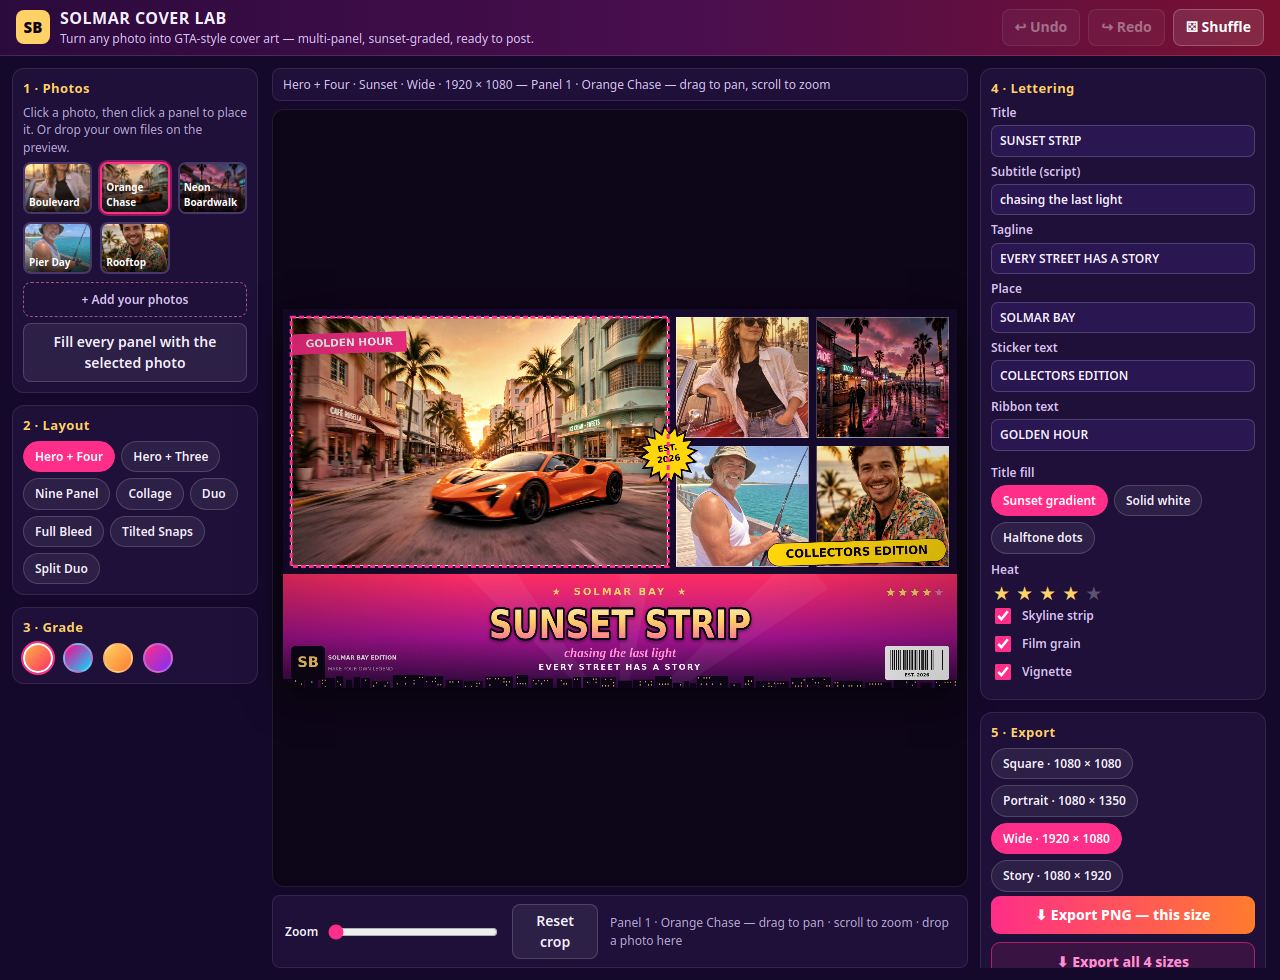 SB
SOLMAR COVER LAB
Turn any photo into GTA-style cover art — multi-panel, sunset-graded, ready to post.
↩ Undo
↪ Redo
⚄ Shuffle
1 · Photos
Click a photo, then click a panel to place
it. Or drop your own files on the
preview.
Boulevard
Orange
Chase
Neon
Boardwalk
Pier Day
Rooftop
+ Add your photos
Fill every panel with the
selected photo
2 · Layout
Hero + Four
Hero + Three
Nine Panel
Collage
Duo
Full Bleed
Tilted Snaps
Split Duo
3 · Grade
Hero + Four · Sunset · Wide · 1920 × 1080 — Panel 1 · Orange Chase — drag to pan, scroll to zoom
GOLDEN HOUR
CAFÉ ROSELLA
EST.
2026
COLLECTORS EDITION
★ SOLMAR BAY ★
★★★★★
SUNSET STRIP
chasing the last light
EVERY STREET HAS A STORY
SB
SOLMAR BAY EDITION
MAKE YOUR OWN LEGEND
EST. 2026
Zoom
Reset
crop
Panel 1 · Orange Chase — drag to pan · scroll to zoom · drop
a photo here
4 · Lettering
Title
SUNSET STRIP
Subtitle (script)
chasing the last light
Tagline
EVERY STREET HAS A STORY
Place
SOLMAR BAY
Sticker text
COLLECTORS EDITION
Ribbon text
GOLDEN HOUR
Title fill
Sunset gradient
Solid white
Halftone dots
Heat
★ ★ ★ ★ ★
Skyline strip
Film grain
Vignette
5 · Export
Square · 1080 × 1080
Portrait · 1080 × 1350
Wide · 1920 × 1080
Story · 1080 × 1920
⬇ Export PNG — this size
⬇ Export all 4 sizes